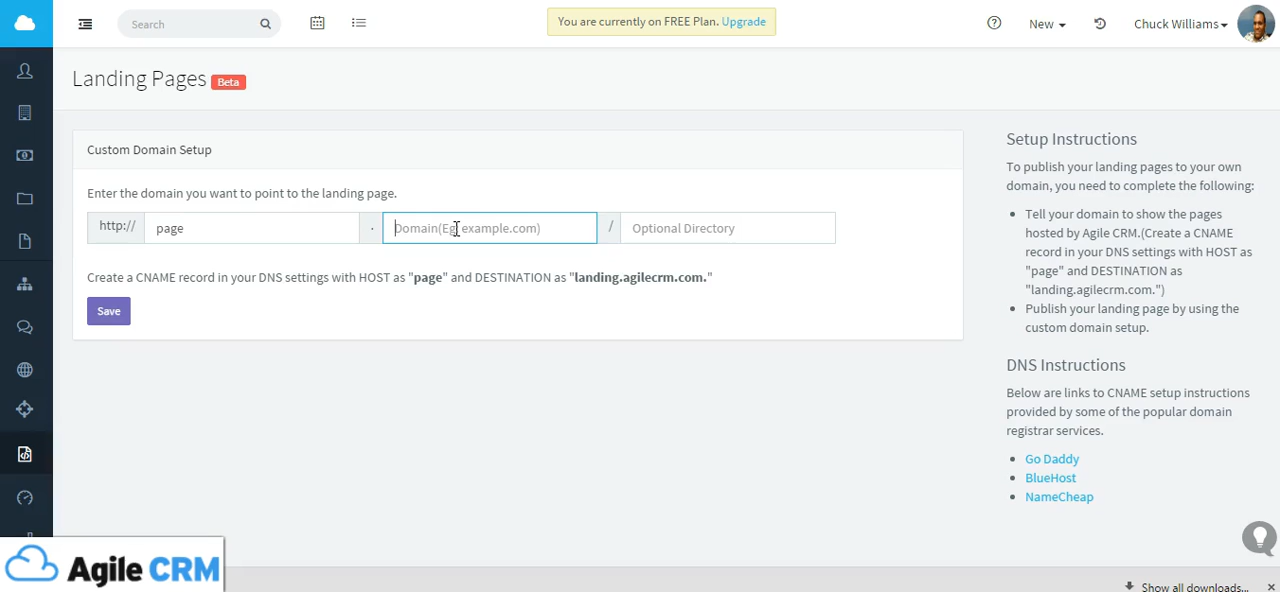 Search
You are currently on FREE Plan. Upgrade
New
Chuck Williams
Landing Pages Beta
Custom Domain Setup
Enter the domain you want to point to the landing page.
http:// page . Domain(Eg. example.com) / Optional Directory
Create a CNAME record in your DNS settings with HOST as "page" and DESTINATION as "landing.agilecrm.com."
Save
Setup Instructions
To publish your landing pages to your own
domain, you need to complete the following:
Tell your domain to show the pages
hosted by Agile CRM.(Create a CNAME
record in your DNS settings with HOST as
"page" and DESTINATION as
"landing.agilecrm.com.")
Publish your landing page by using the
custom domain setup.
DNS Instructions
Below are links to CNAME setup instructions
provided by some of the popular domain
registrar services.
Go Daddy
BlueHost
NameCheap
Agile CRM
Show all downloads...